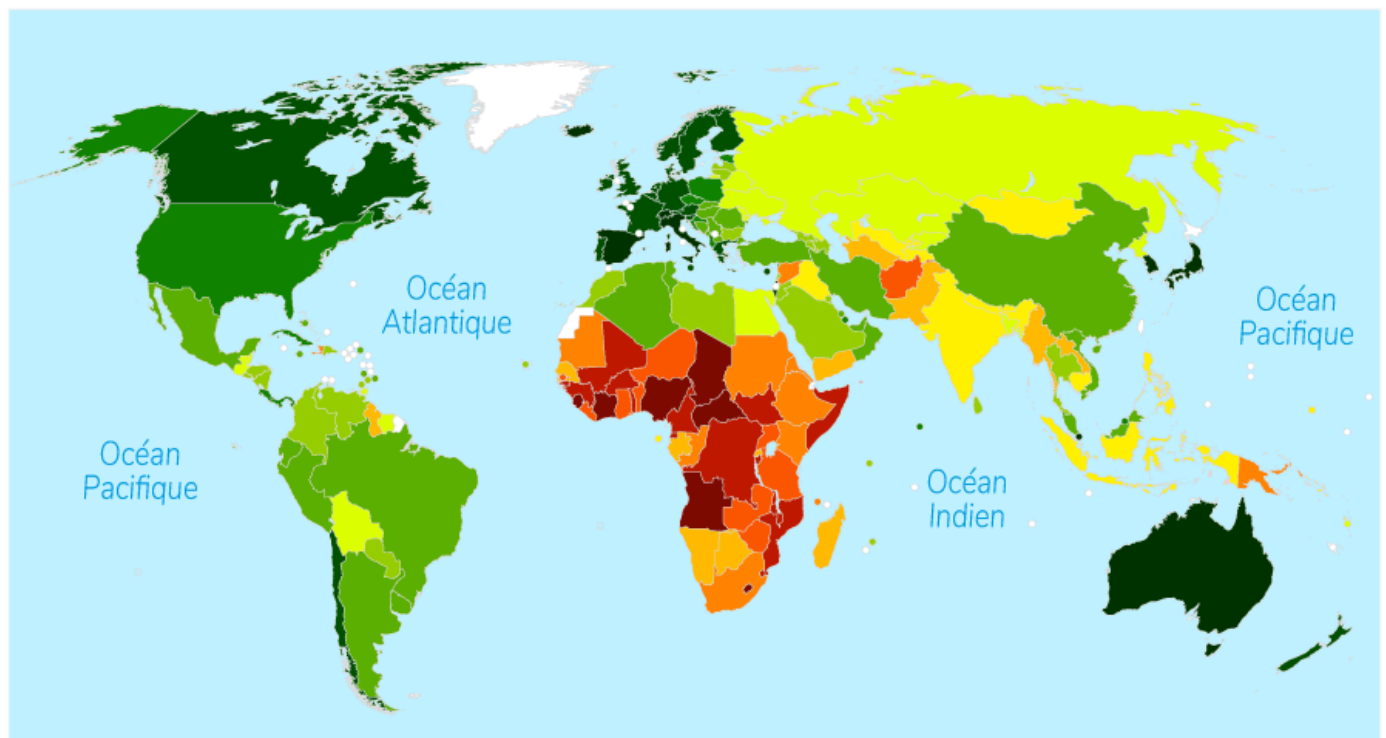 Océan
Atlantique
Océan
Pacifique
Océan
Pacifique
Océan
Indien